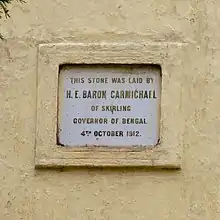 THIS STONE WAS LAID BY
H. E. BARON CARMICHAEL
OF SKIRLING
GOVERNOR OF BENGAL
4TH OCTOBER 1912.